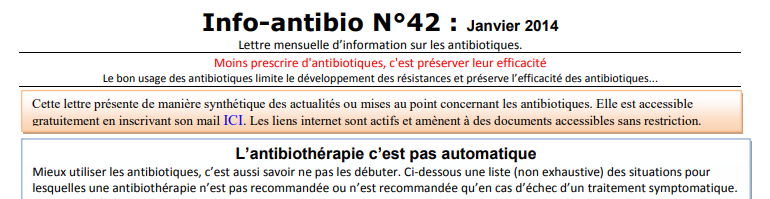 Info-antibio N°42 : Janvier 2014
Lettre mensuelle d'information sur les antibiotiques.
Moins prescrire d'antibiotiques, c'est préserver leur efficacité
Le bon usage des antibiotiques limite le développement des résistances et préserve l'efficacité des antibiotiques...
Cette lettre présente de manière synthétique des actualités ou mises au point concernant les antibiotiques. Elle est accessible
gratuitement en inscrivant son mail ICI. Les liens internet sont actifs et amènent à des documents accessibles sans restriction.
L'antibiothérapie c'est pas automatique
Mieux utiliser les antibiotiques, c'est aussi savoir ne pas les débuter. Ci-dessous une liste (non exhaustive) des situations pour
lesquelles une antibiothérapie n'est pas recommandée ou n'est recommandée qu'en cas d'échec d'un traitement symptomatique.